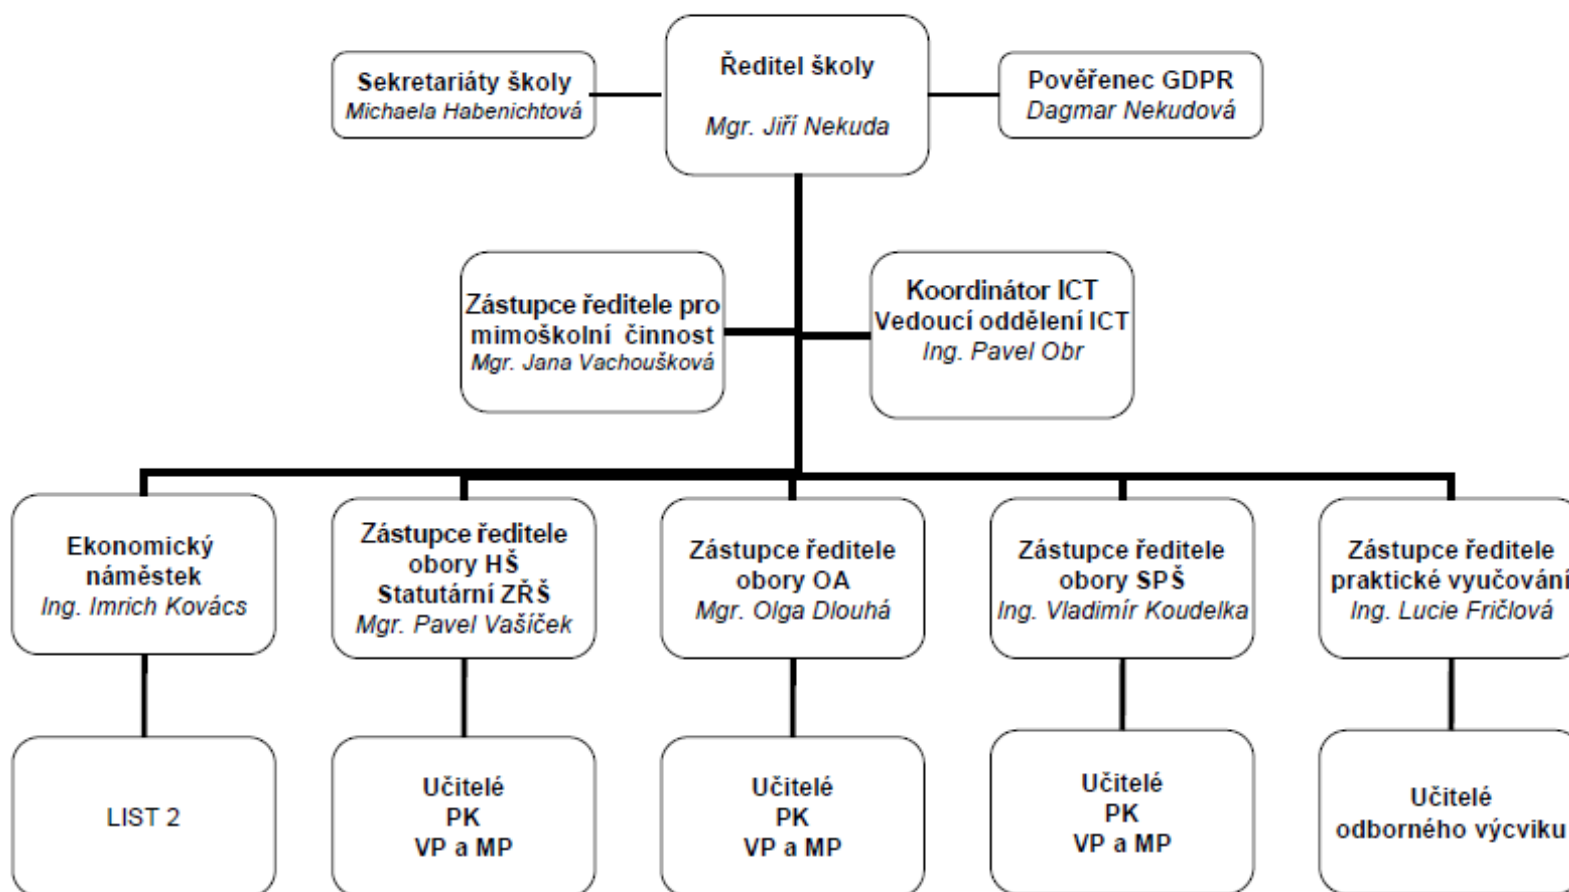 Sekretariáty školy
Michaela Habenichtová
Ředitel školy
Mgr. Jiří Nekuda
Pověřenec GDPR
Dagmar Nekudová
Zástupce ředitele pro
mimoškolní činnost
Mgr. Jana Vachoušková
Koordinátor ICT
Vedoucí oddělení ICT
Ing. Pavel Obr
Ekonomický
náměstek
Ing. Imrich Kovács
Zástupce ředitele
obory HŠ
Statutární ZŘŠ
Mgr. Pavel Vašíček
Zástupce ředitele
obory OA
Mgr. Olga Dlouhá
Zástupce ředitele
obory SPŠ
Ing. Vladimír Koudelka
Zástupce ředitele
praktické vyučování
Ing. Lucie Fričlová
LIST 2
Učitelé
PK
VP a MP
Učitelé
PK
VP a MP
Učitelé
PK
VP a MP
Učitelé
odborného výcviku